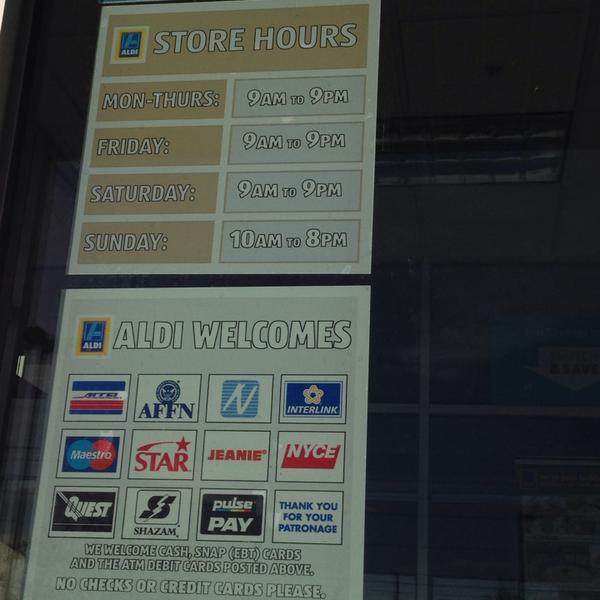 ALDI STORE HOURS
MON-THURS: 9AM TO 9PM
FRIDAY: 9AM TO 9PM
SATURDAY: 9AM TO 9PM
SUNDAY: 10AM TO 8PM
ALDI ALDI WELCOMES
ACCEL AFFN N INTERLINK
Maestro STAR JEANIE® NYCE
QUEST SHAZAM. pulse PAY THANK YOU
FOR YOUR
PATRONAGE
WE WELCOME CASH, SNAP (EBT) CARDS
AND THE ATM DEBIT CARDS POSTED ABOVE.
NO CHECKS OR CREDIT CARDS PLEASE.
& SAVE